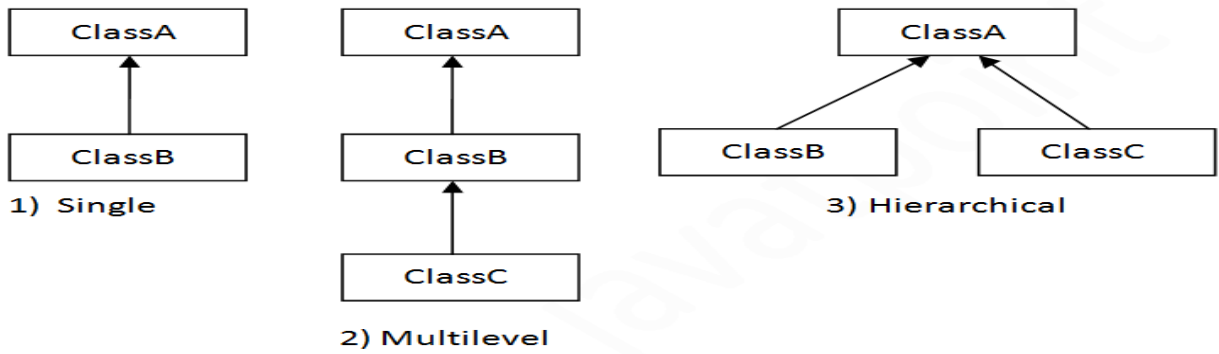 ClassA
ClassB
1) Single
ClassA
ClassB
ClassC
2) Multilevel
ClassA
ClassB
ClassC
3) Hierarchical